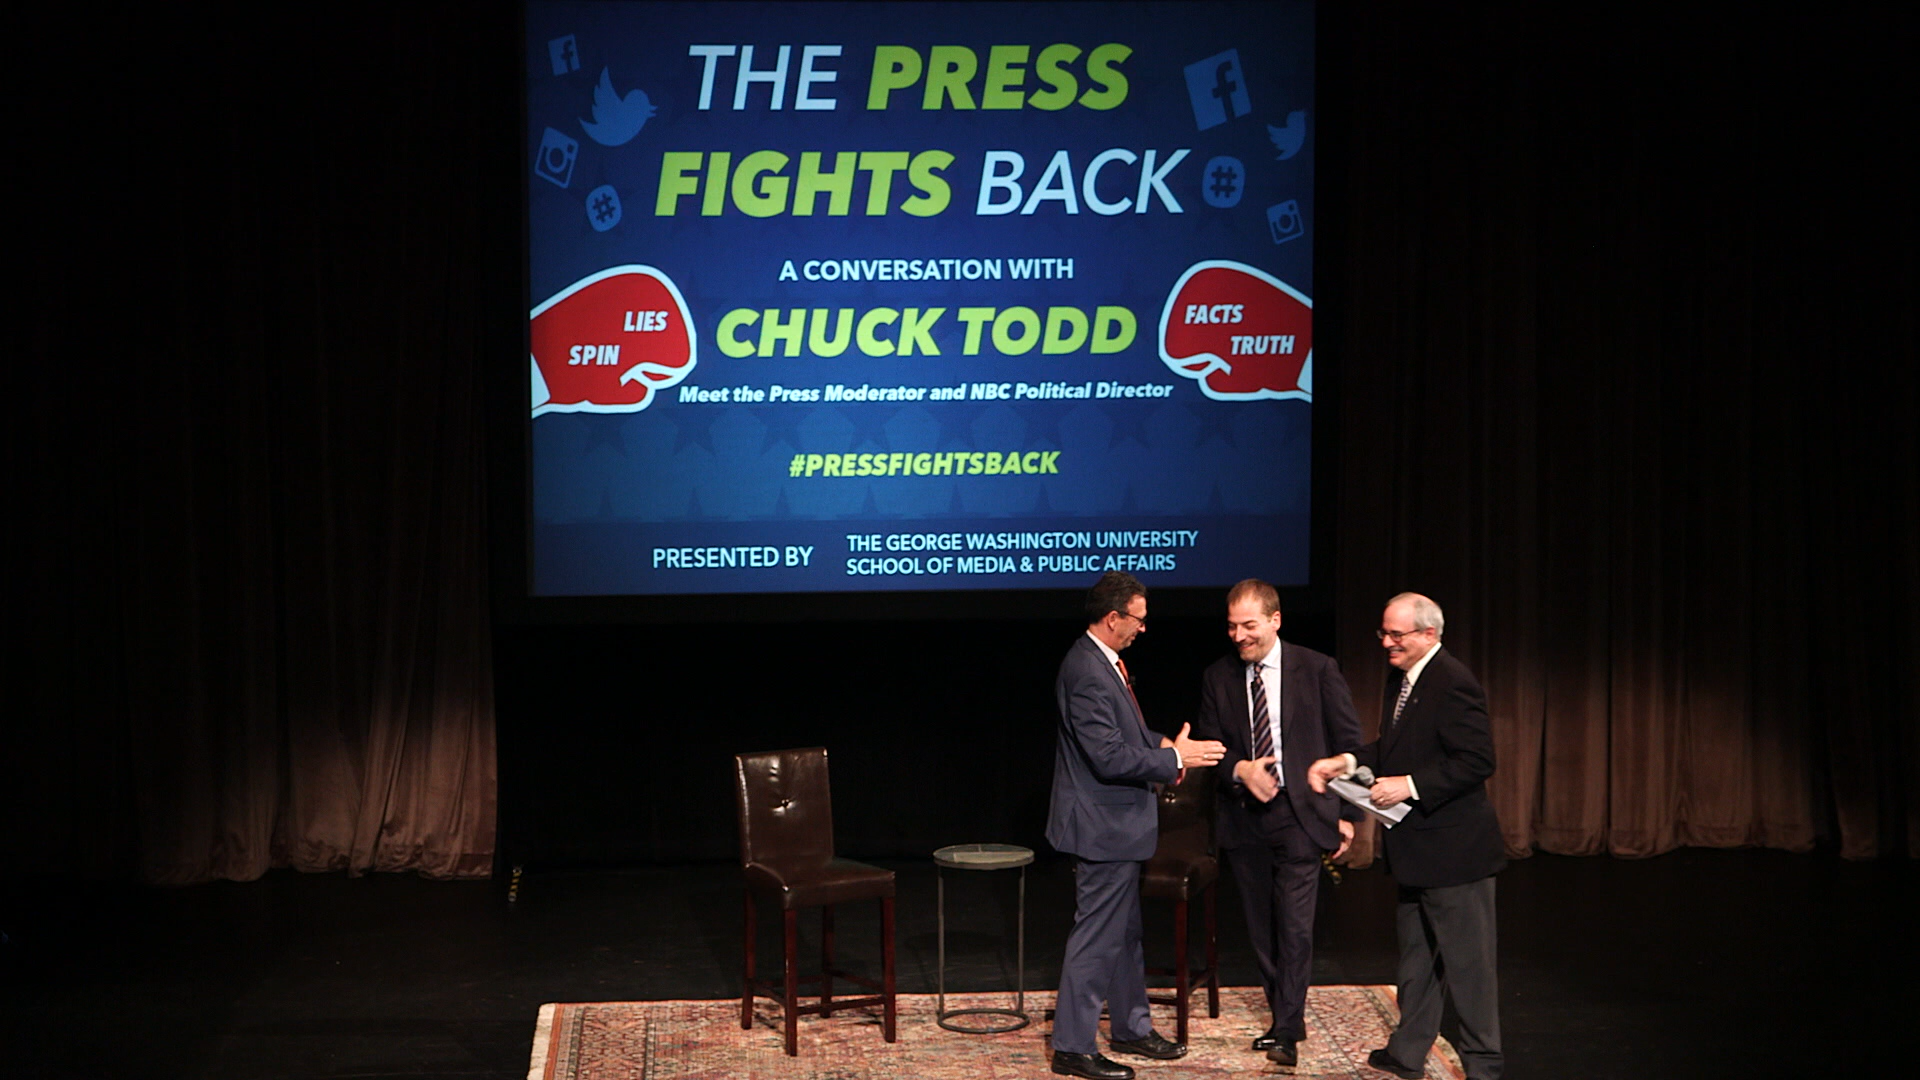 THE PRESS
FIGHTS BACK
A CONVERSATION WITH
CHUCK TODD
Meet the Press Moderator and NBC Political Director
LIES
SPIN
FACTS
TRUTH
#PRESSFIGHTSBACK
PRESENTED BY
THE GEORGE WASHINGTON UNIVERSITY
SCHOOL OF MEDIA & PUBLIC AFFAIRS